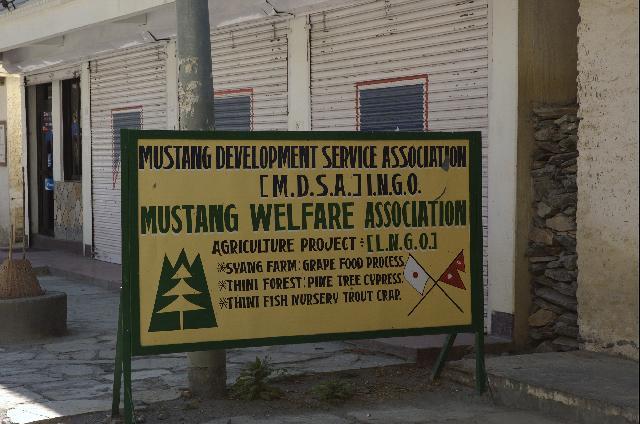 MUSTANG DEVELOPMENT SERVICE ASSOCIATION
[M.D.S.A.] I.N.G.O.
MUSTANG WELFARE ASSOCIATION
AGRICULTURE PROJECT : [L.N.G.O.]
*SYANG FARM: GRAPE FOOD PROCESS.
*THINI FOREST: PINE TREE CYPRESS.
*THINI FISH NURSERY TROUT CRAP.